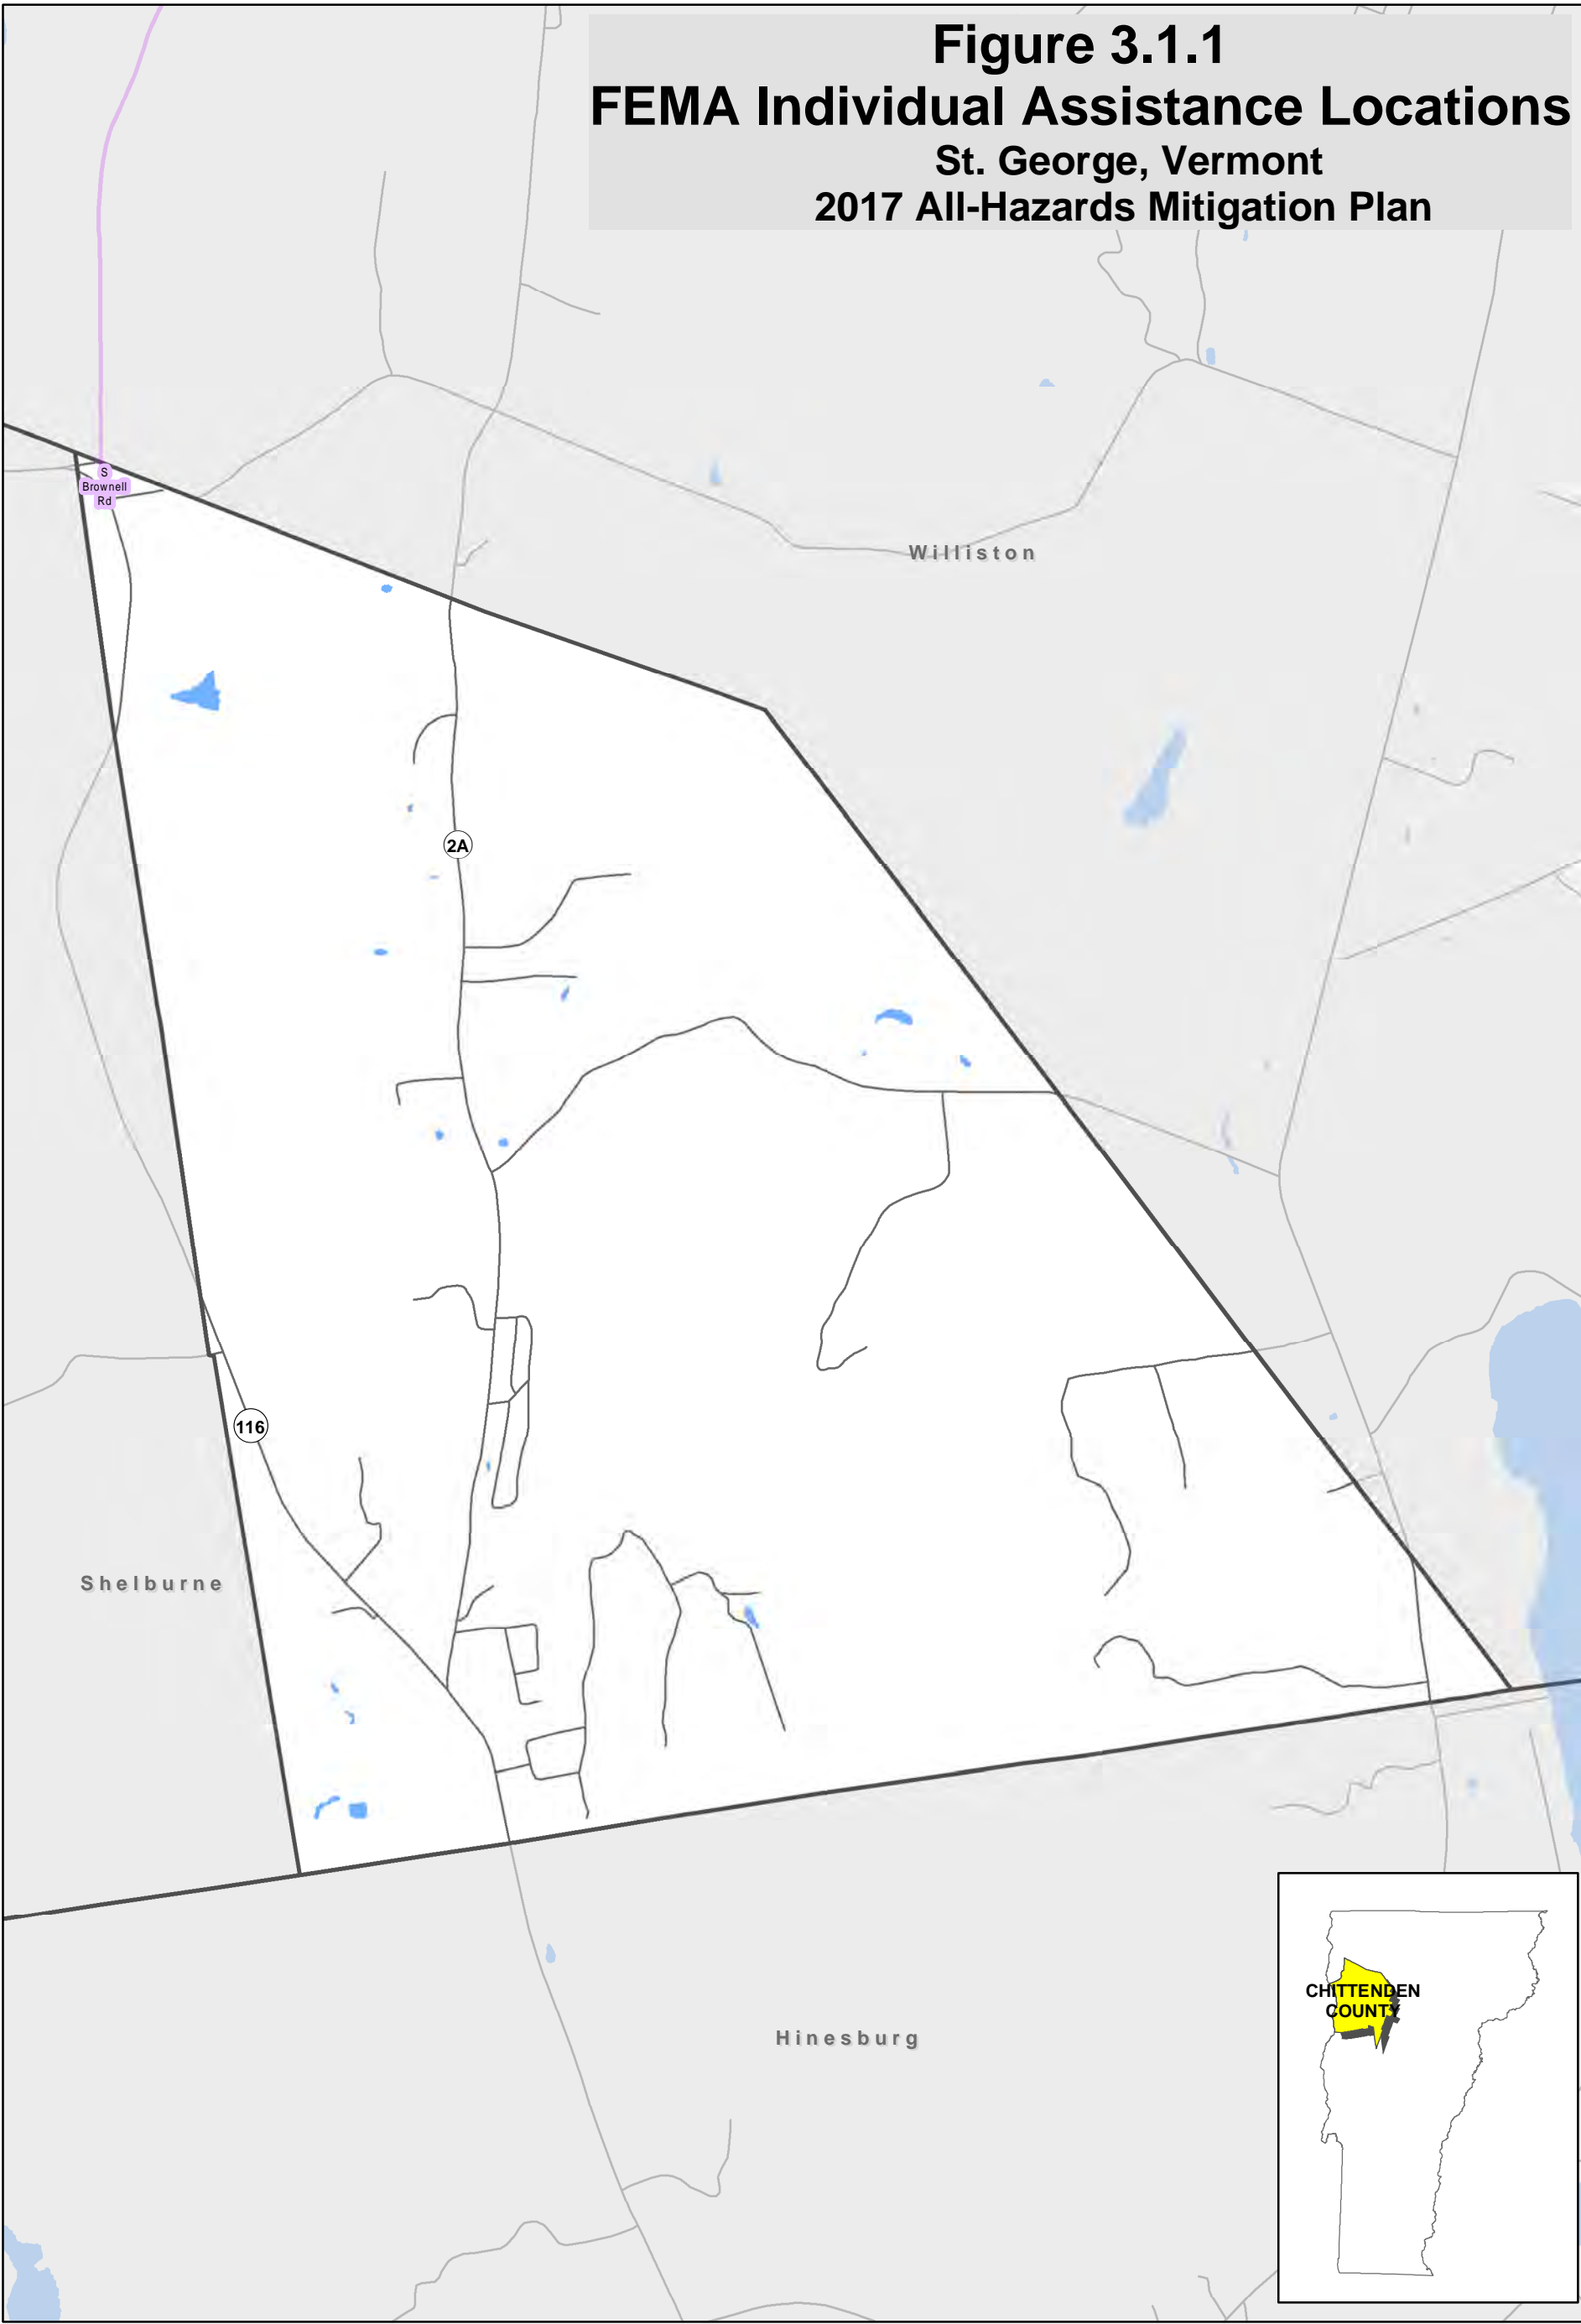 Figure 3.1.1
FEMA Individual Assistance Locations
St. George, Vermont
2017 All-Hazards Mitigation Plan
S
Brownell
Rd
Williston
2A
116
Shelburne
CHITTENDEN
COUNTY
Hinesburg